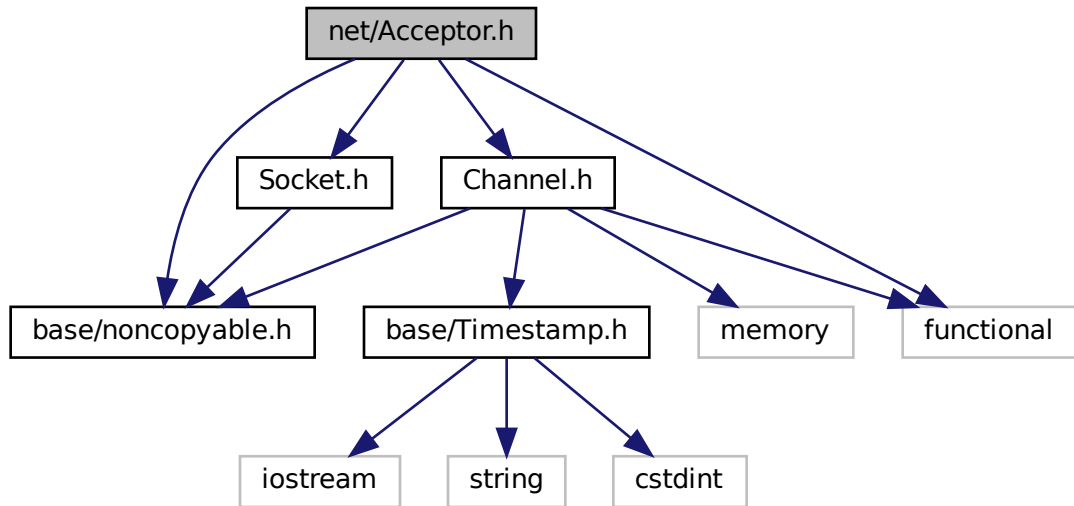 net/Acceptor.h
Socket.h
Channel.h
base/noncopyable.h
base/Timestamp.h
memory
functional
iostream
string
cstdint